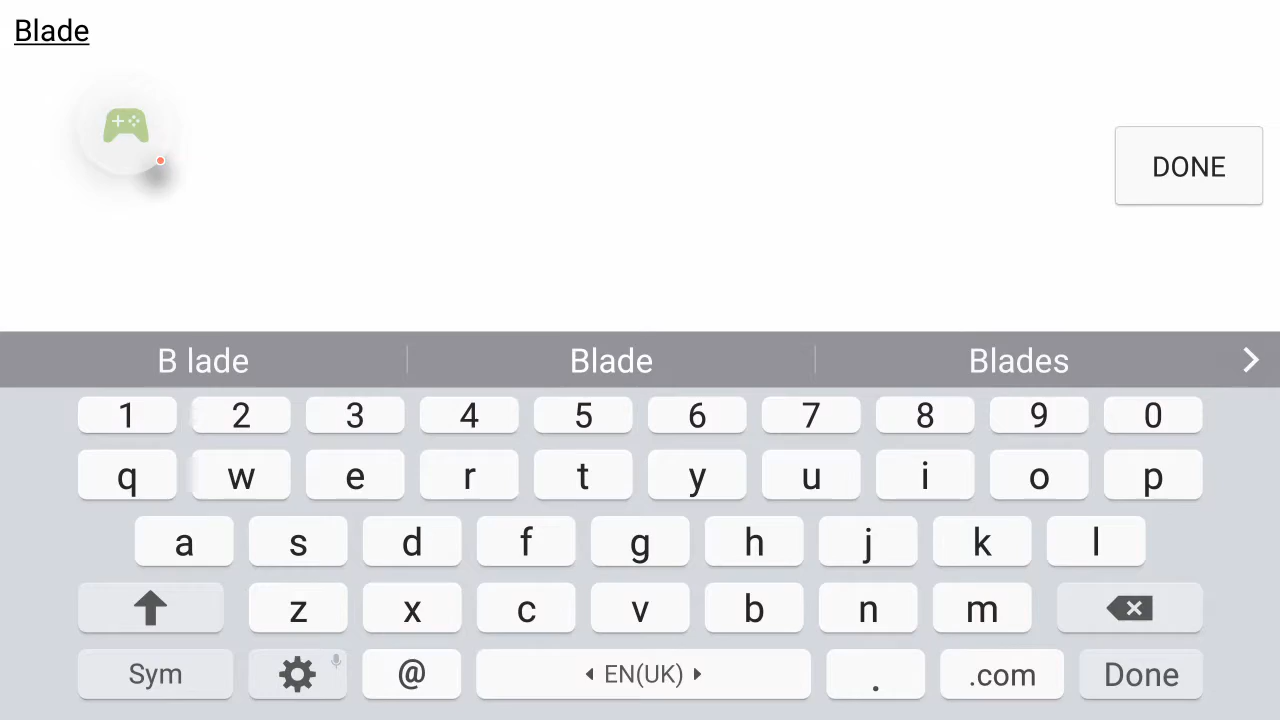 Blade
DONE
B lade Blade Blades
1 2 3 4 5 6 7 8 9 0
q w e r t y u i o p
a s d f g h j k l
z x c v b n m
Sym @ EN(UK) . .com Done